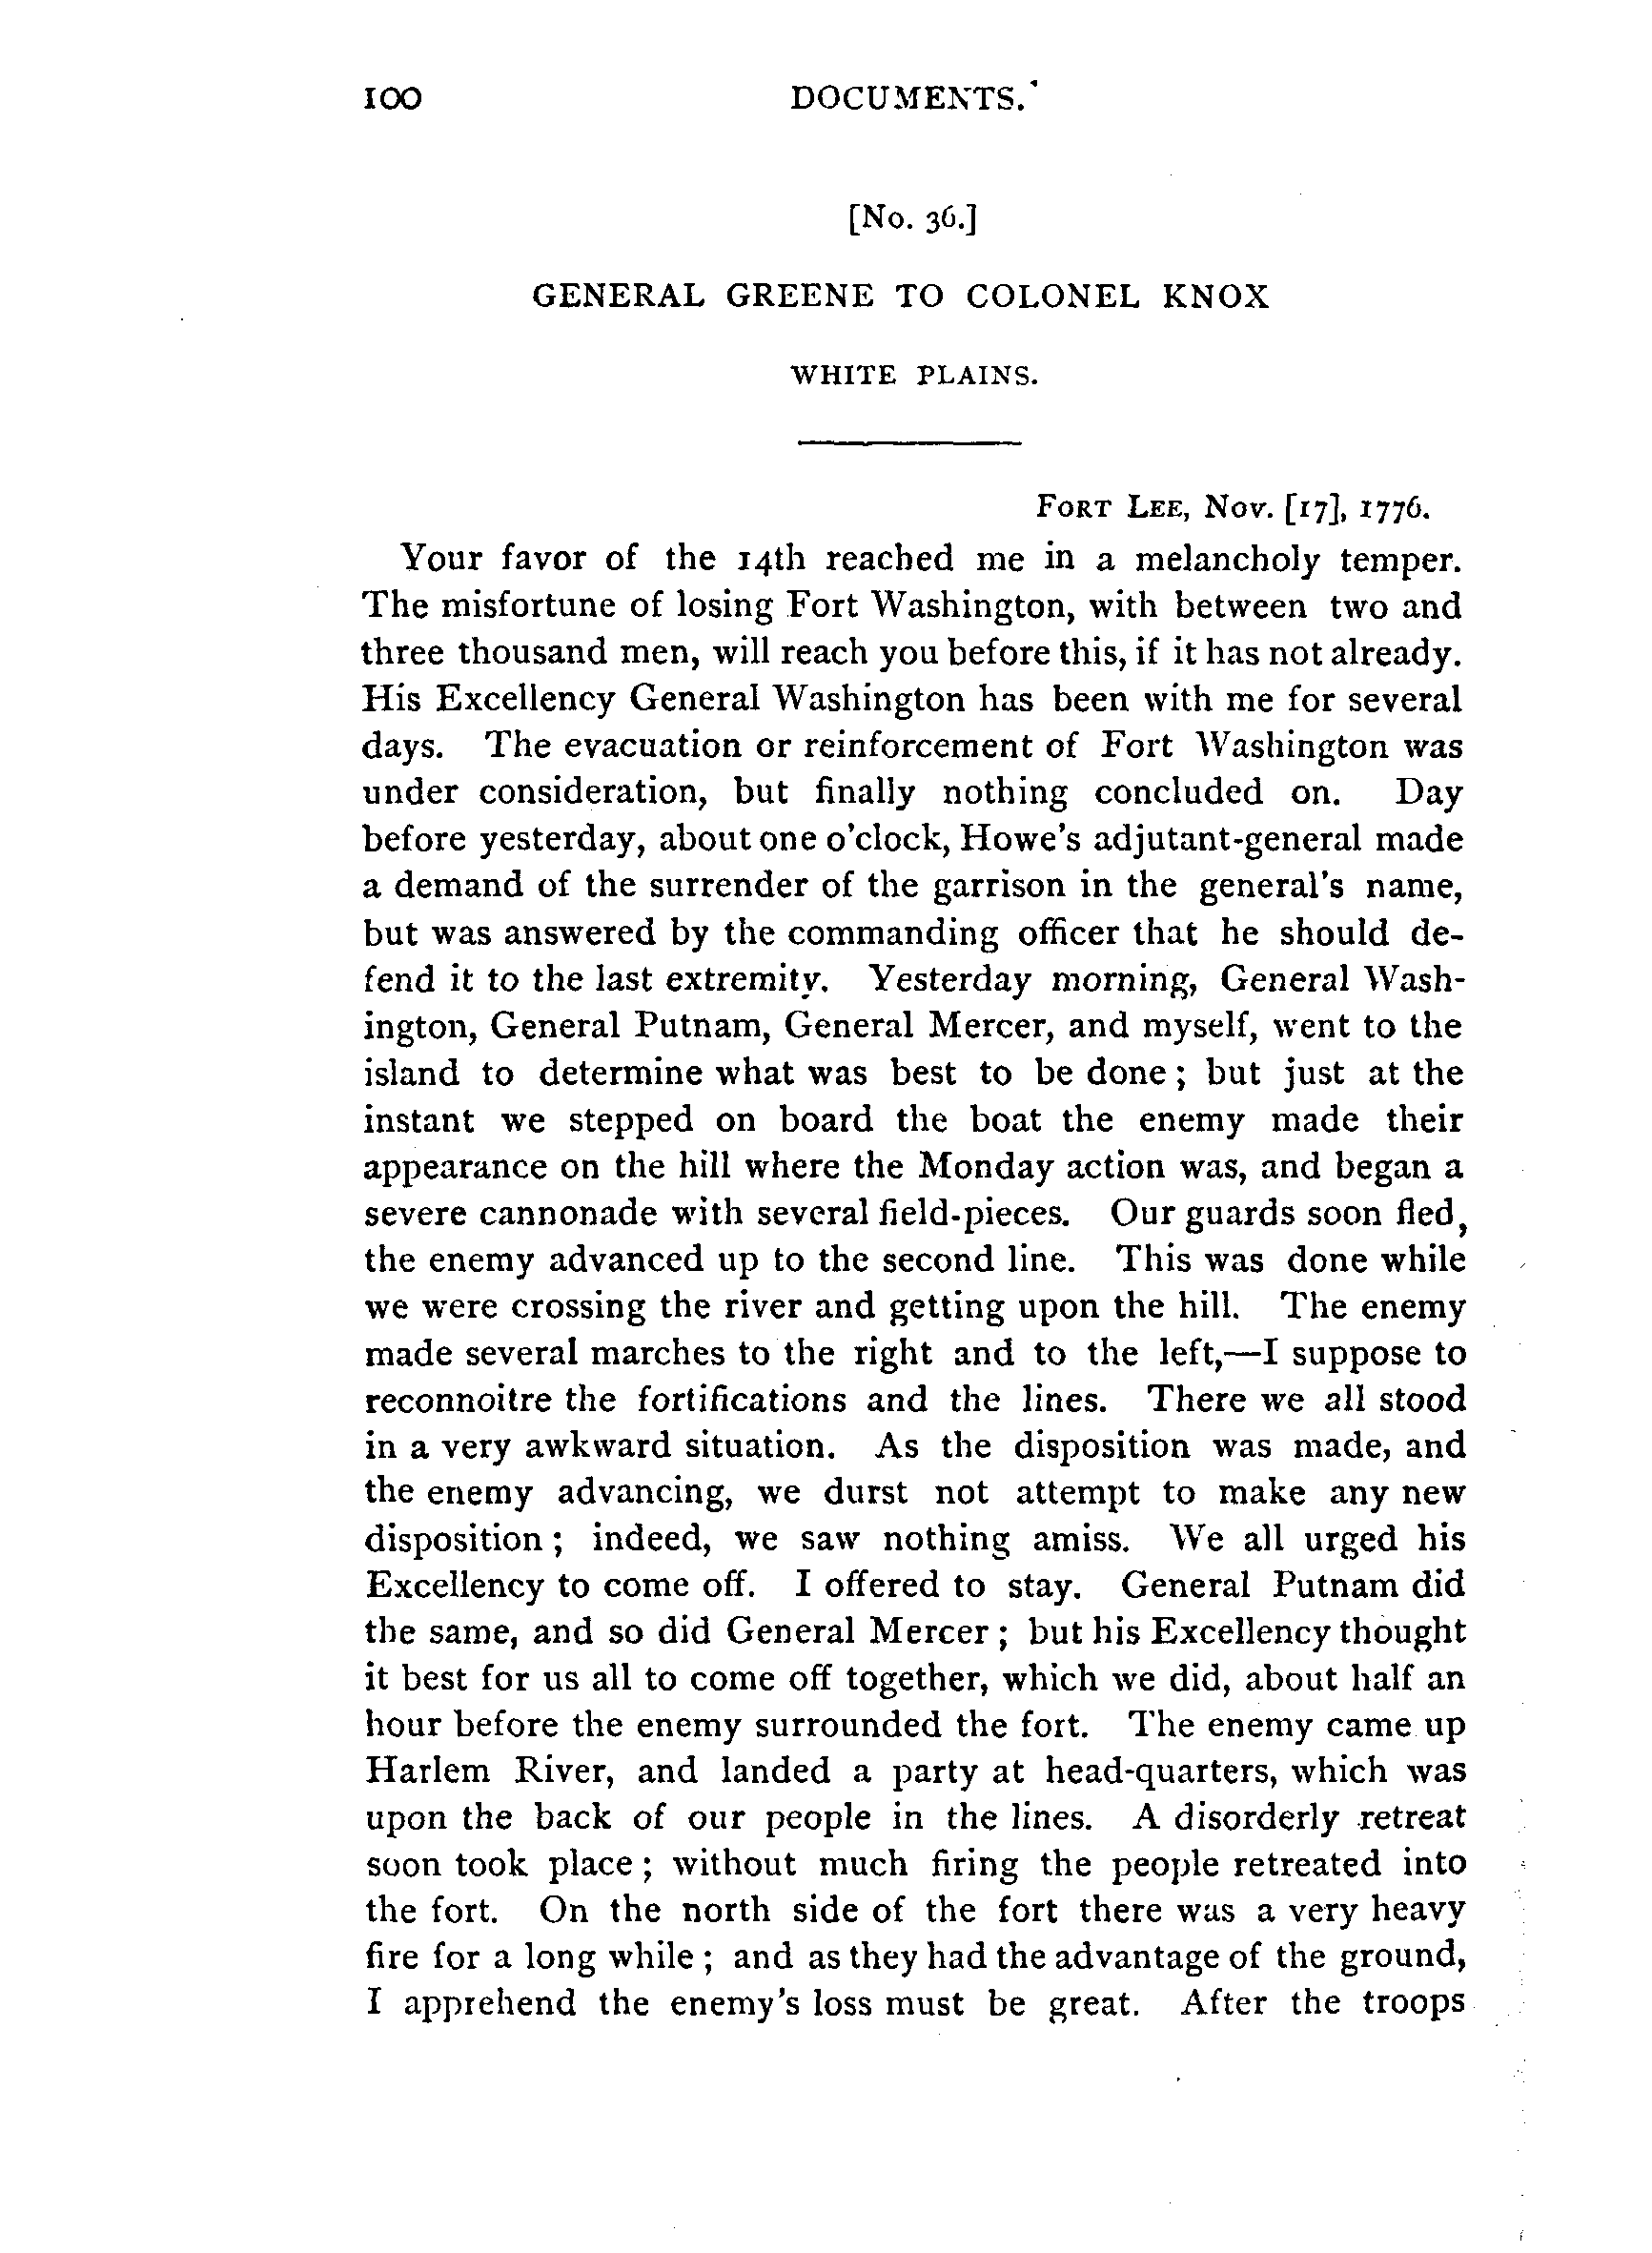 100 DOCUMENTS.
[No. 36.]
GENERAL GREENE TO COLONEL KNOX
WHITE PLAINS.
FORT LEE, Nov. [17], 1776.
Your favor of the 14th reached me in a melancholy temper.
The misfortune of losing Fort Washington, with between two and
three thousand men, will reach you before this, if it has not already.
His Excellency General Washington has been with me for several
days. The evacuation or reinforcement of Fort Washington was
under consideration, but finally nothing concluded on. Day
before yesterday, about one o'clock, Howe's adjutant-general made
a demand of the surrender of the garrison in the general's name,
but was answered by the commanding officer that he should de-
fend it to the last extremity. Yesterday morning, General Wash-
ington, General Putnam, General Mercer, and myself, went to the
island to determine what was best to be done; but just at the
instant we stepped on board the boat the enemy made their
appearance on the hill where the Monday action was, and began a
severe cannonade with several field-pieces. Our guards soon fled,
the enemy advanced up to the second line. This was done while
we were crossing the river and getting upon the hill. The enemy
made several marches to the right and to the left,—I suppose to
reconnoitre the fortifications and the lines. There we all stood
in a very awkward situation. As the disposition was made, and
the enemy advancing, we durst not attempt to make any new
disposition; indeed, we saw nothing amiss. We all urged his
Excellency to come off. I offered to stay. General Putnam did
the same, and so did General Mercer; but his Excellency thought
it best for us all to come off together, which we did, about half an
hour before the enemy surrounded the fort. The enemy came up
Harlem River, and landed a party at head-quarters, which was
upon the back of our people in the lines. A disorderly retreat
soon took place; without much firing the people retreated into
the fort. On the north side of the fort there was a very heavy
fire for a long while; and as they had the advantage of the ground,
I apprehend the enemy's loss must be great. After the troops